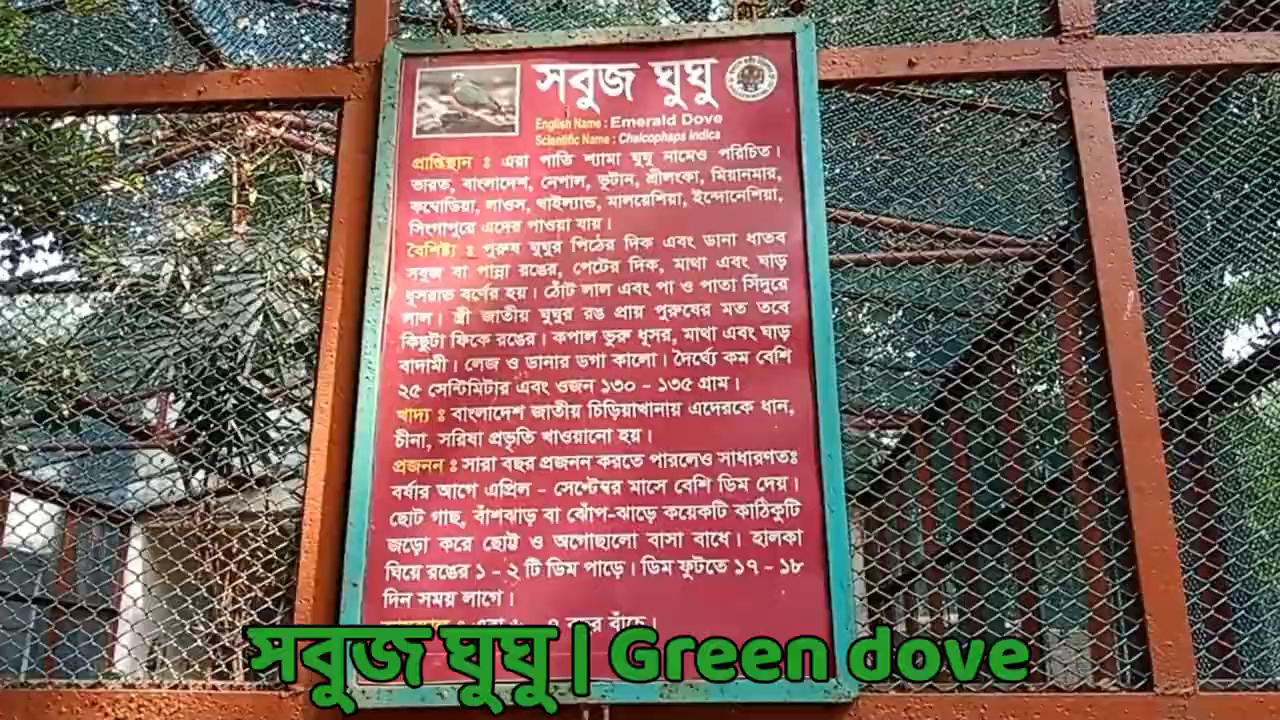 সবুজ ঘুঘু
English Name : Emerald Dove
Scientific Name : Chalcophaps indica
প্রাপ্তিস্থান : এরা পাতি শ্যামা ঘুঘু নামেও পরিচিত।
ভারত, বাংলাদেশ, নেপাল, ভূটান, শ্রীলংকা, মিয়ানমার,
কম্বোডিয়া, লাওস, থাইল্যান্ড, মালয়েশিয়া, ইন্দোনেশিয়া,
সিংগাপুরে এদের পাওয়া যায়।
বৈশিষ্ট্য : পুরুষ ঘুঘুর পিঠের দিক এবং ডানা ধাতব
সবুজ বা পান্না রঙের, পেটের দিক, মাথা এবং ঘাড়
ধূসরাভ বর্ণের হয়। ঠোঁট লাল এবং পা ও পাতা সিঁদুরে
লাল। স্ত্রী জাতীয় ঘুঘুর রঙ প্রায় পুরুষের মত তবে
কিছুটা ফিকে রঙের। কপাল ভুরু ধূসর, মাথা এবং ঘাড়
বাদামী। লেজ ও ডানার ডগা কালো। দৈর্ঘ্যে কম বেশি
২৫ সেন্টিমিটার এবং ওজন ১৩০ - ১৩৫ গ্রাম।
খাদ্য : বাংলাদেশ জাতীয় চিড়িয়াখানায় এদেরকে ধান,
চীনা, সরিষা প্রভৃতি খাওয়ানো হয়।
প্রজনন : সারা বছর প্রজনন করতে পারলেও সাধারণতঃ
বর্ষার আগে এপ্রিল - সেপ্টেম্বর মাসে বেশি ডিম দেয়।
ছোট গাছ, বাঁশঝাড় বা ঝোঁপ-ঝাড়ে কয়েকটি কাঠিকুটি
জড়ো করে ছোট্ট ও অগোছালো বাসা বাধে। হালকা
ঘিয়ে রঙের ১ - ২ টি ডিম পাড়ে। ডিম ফুটতে ১৭ - ১৮
দিন সময় লাগে।
বাঁচে।
সবুজ ঘুঘু | Green dove